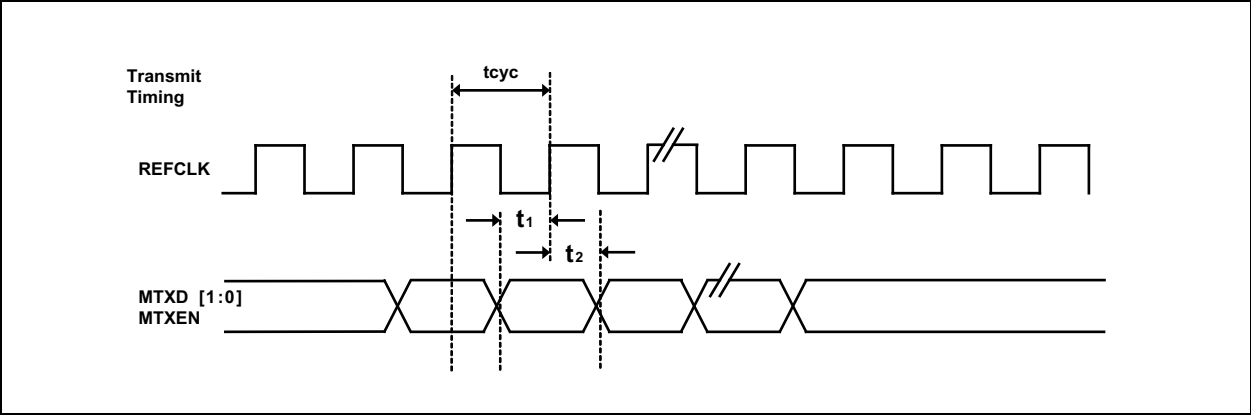 Transmit
Timing
tcyc
REFCLK
t1
t2
MTXD [1:0]
MTXEN